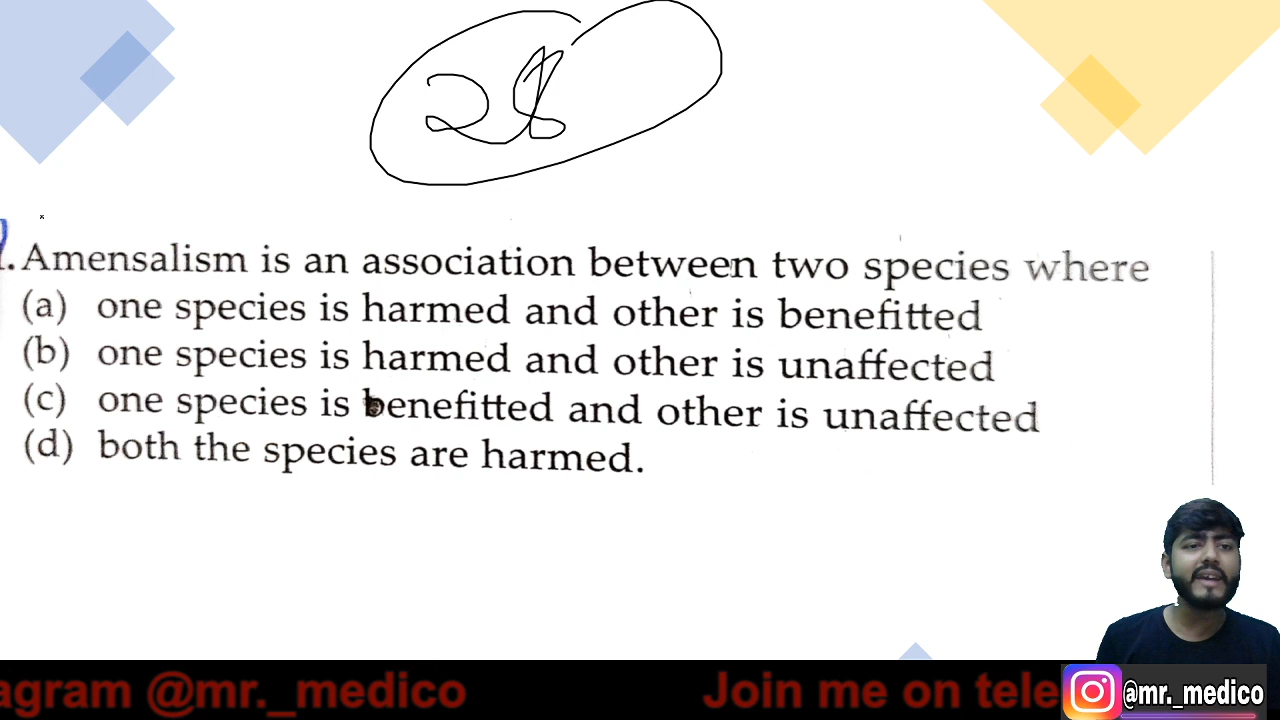 28
.Amensalism is an association between two species where
(a) one species is harmed and other is benefitted
(b) one species is harmed and other is unaffected
(c) one species is benefitted and other is unaffected
(d) both the species are harmed.
agram @mr._medico Join me on tele
@mr._medico